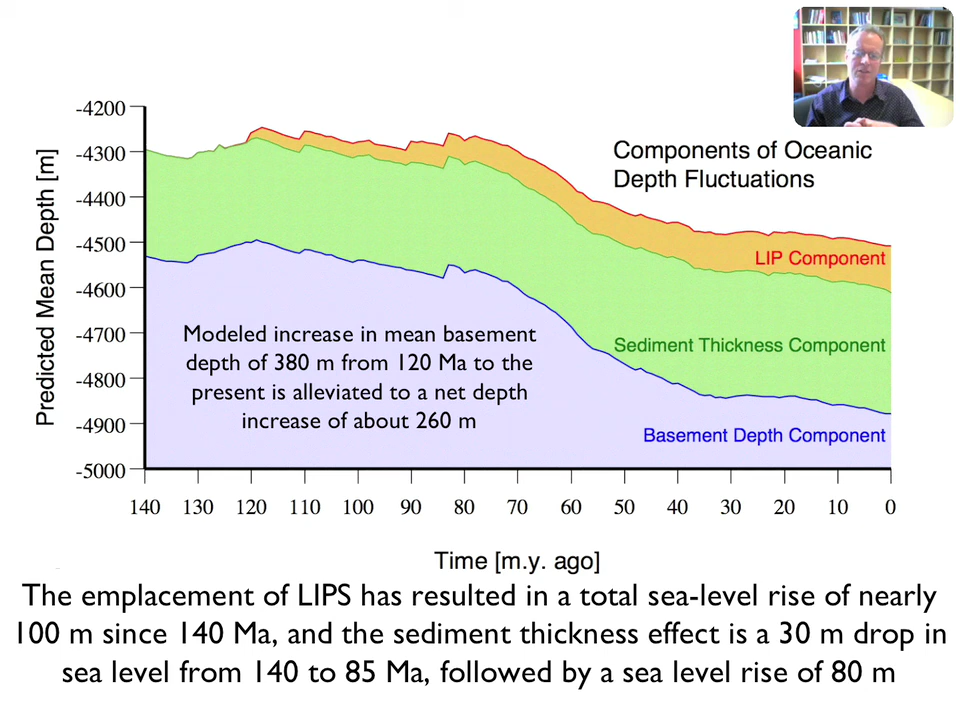 Components of Oceanic
Depth Fluctuations
Predicted Mean Depth [m]
-4200
-4300
-4400
-4500
-4600
-4700
-4800
-4900
-5000
LIP Component
Sediment Thickness Component
Basement Depth Component
Modeled increase in mean basement
depth of 380 m from 120 Ma to the
present is alleviated to a net depth
increase of about 260 m
140 130 120 110 100 90 80 70 60 50 40 30 20 10 0
Time [m.y. ago]
The emplacement of LIPS has resulted in a total sea-level rise of nearly
100 m since 140 Ma, and the sediment thickness effect is a 30 m drop in
sea level from 140 to 85 Ma, followed by a sea level rise of 80 m